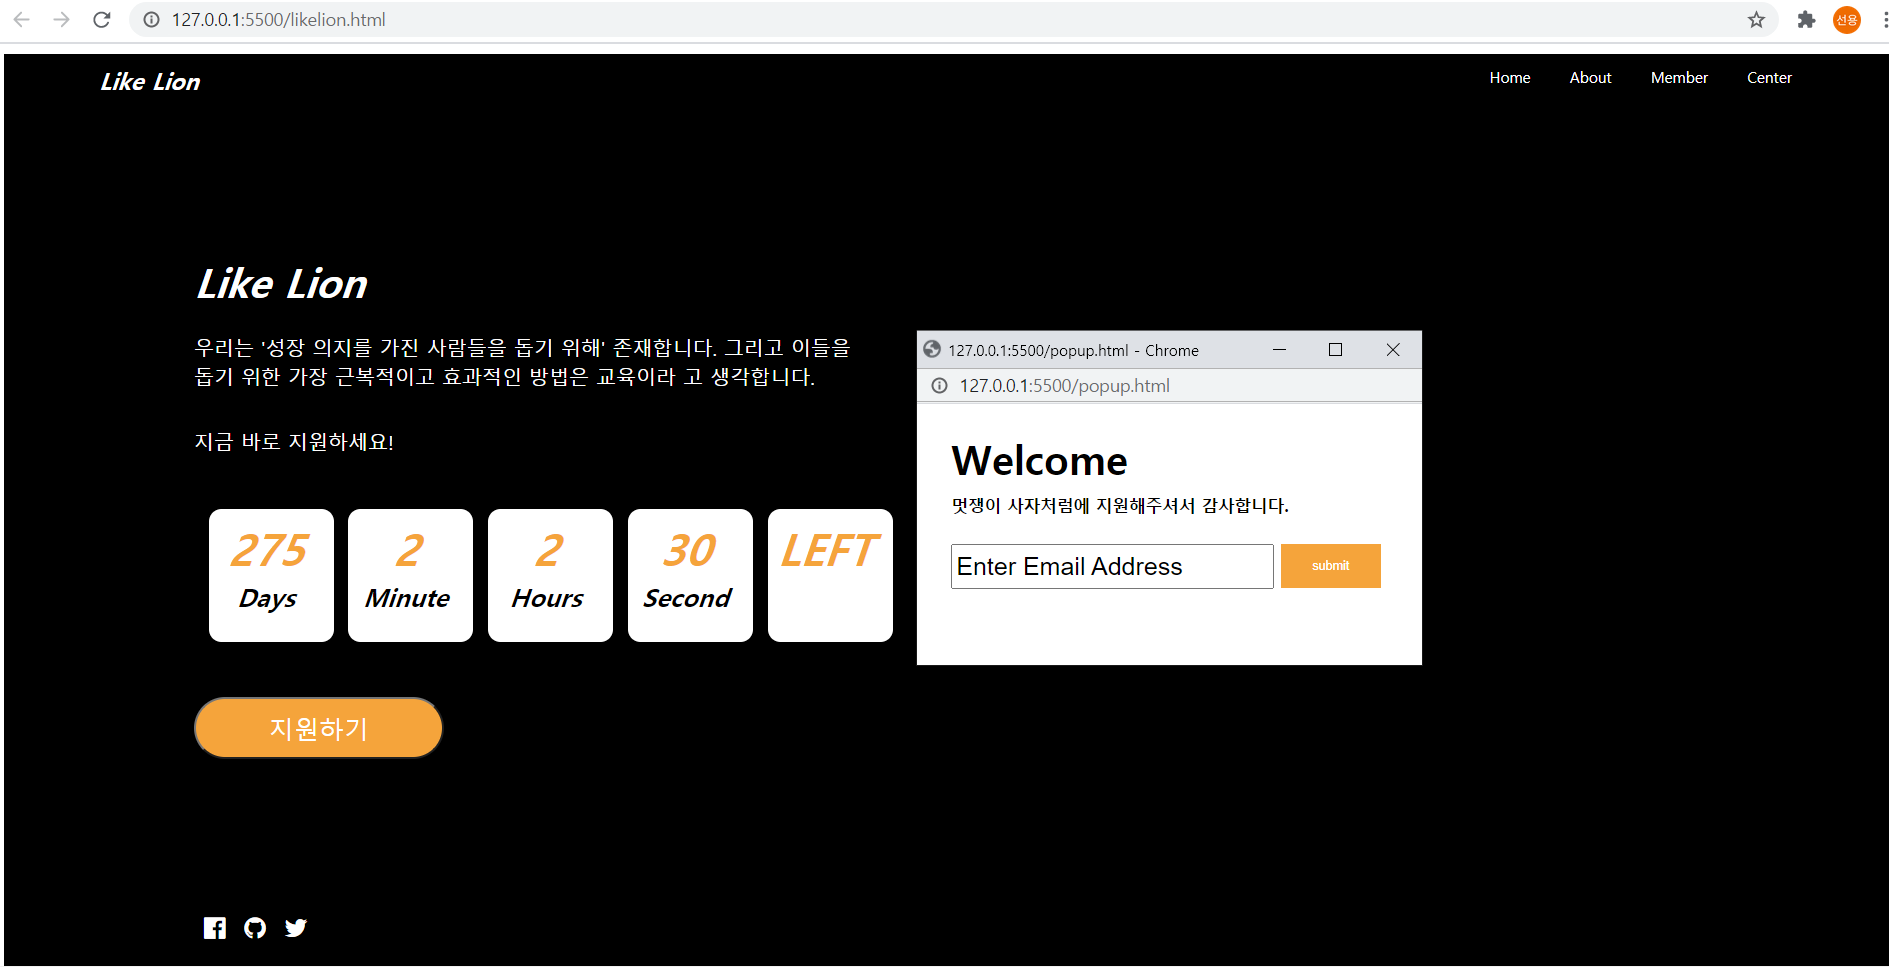 127.0.0.1:5500/likelion.html
선용
Like Lion
Home About Member Center
Like Lion
우리는 '성장 의지를 가진 사람들을 돕기 위해' 존재합니다. 그리고 이들을
돕기 위한 가장 근복적이고 효과적인 방법은 교육이라 고 생각합니다.
지금 바로 지원하세요!
275 2 2 30 LEFT
Days Minute Hours Second
지원하기
127.0.0.1:5500/popup.html - Chrome
127.0.0.1:5500/popup.html
Welcome
멋쟁이 사자처럼에 지원해주셔서 감사합니다.
Enter Email Address submit